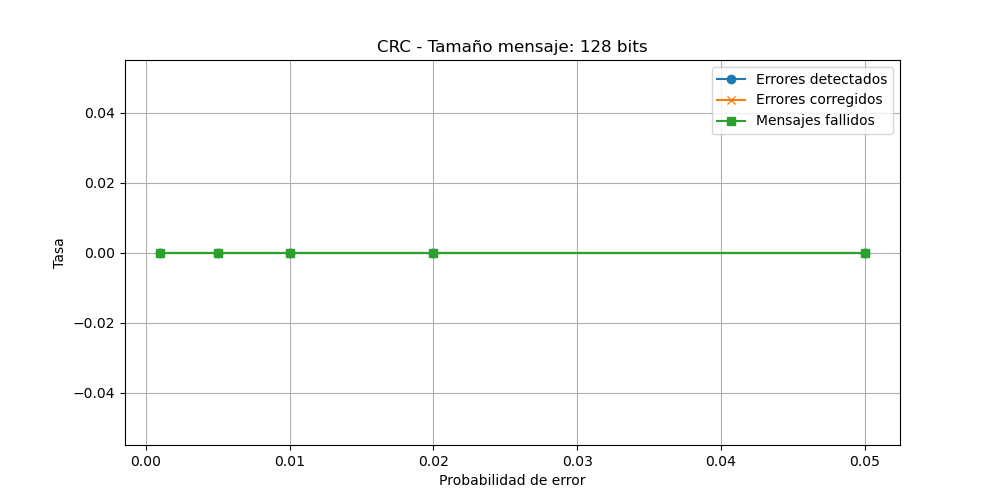 CRC - Tamaño mensaje: 128 bits
Errores detectados
Errores corregidos
Mensajes fallidos
Tasa
0.04
0.02
0.00
−0.02
−0.04
0.00 0.01 0.02 0.03 0.04 0.05
Probabilidad de error